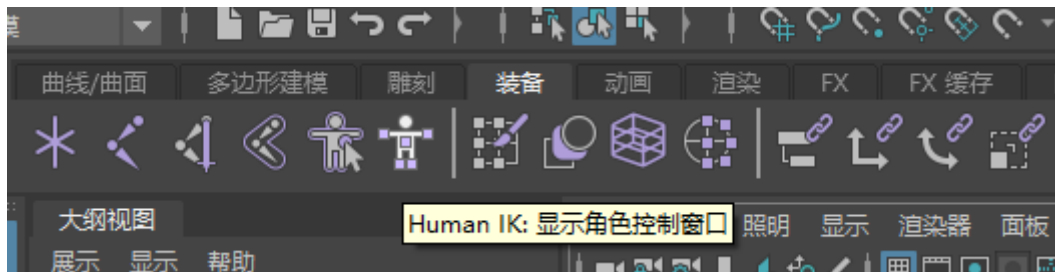 模
曲线/曲面 多边形建模 雕刻 装备 动画 渲染 FX FX 缓存
大纲视图
Human IK: 显示角色控制窗口
照明 显示 渲染器 面板
展示 显示 帮助